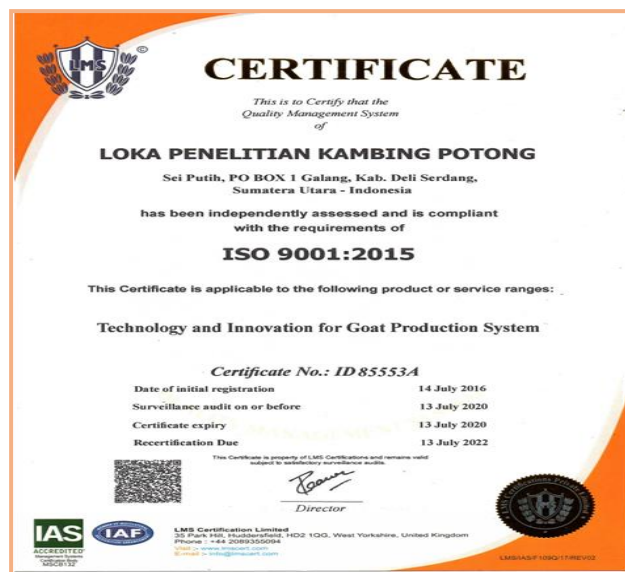 LMS
©
CERTIFICATE
This is to Certify that the
Quality Management System
of
LOKA PENELITIAN KAMBING POTONG
Sei Putih, PO BOX 1 Galang, Kab. Deli Serdang,
Sumatera Utara - Indonesia
has been independently assessed and is compliant
with the requirements of
ISO 9001:2015
This Certificate is applicable to the following product or service ranges:
Technology and Innovation for Goat Production System
Certificate No.: ID 85553A
Date of initial registration 14 July 2016
Surveillance audit on or before 13 July 2020
Certificate expiry 13 July 2020
Recertification Due 13 July 2022
This Certificate is property of LMS Certifications and remains valid
subject to satisfactory surveillance audits.
Director
IAS
ACCREDITED
Management Systems
Certification Body
MSCB132
IAF
LMS Certification Limited
35 Park Hill, Huddersfield, HD2 1QG, West Yorkshire, United Kingdom
Phone : +44 2089355094
Visit :- www.lmscert.com
E-mail :- info@lmscert.com
LMS/IAS/F109Q/17/REV02